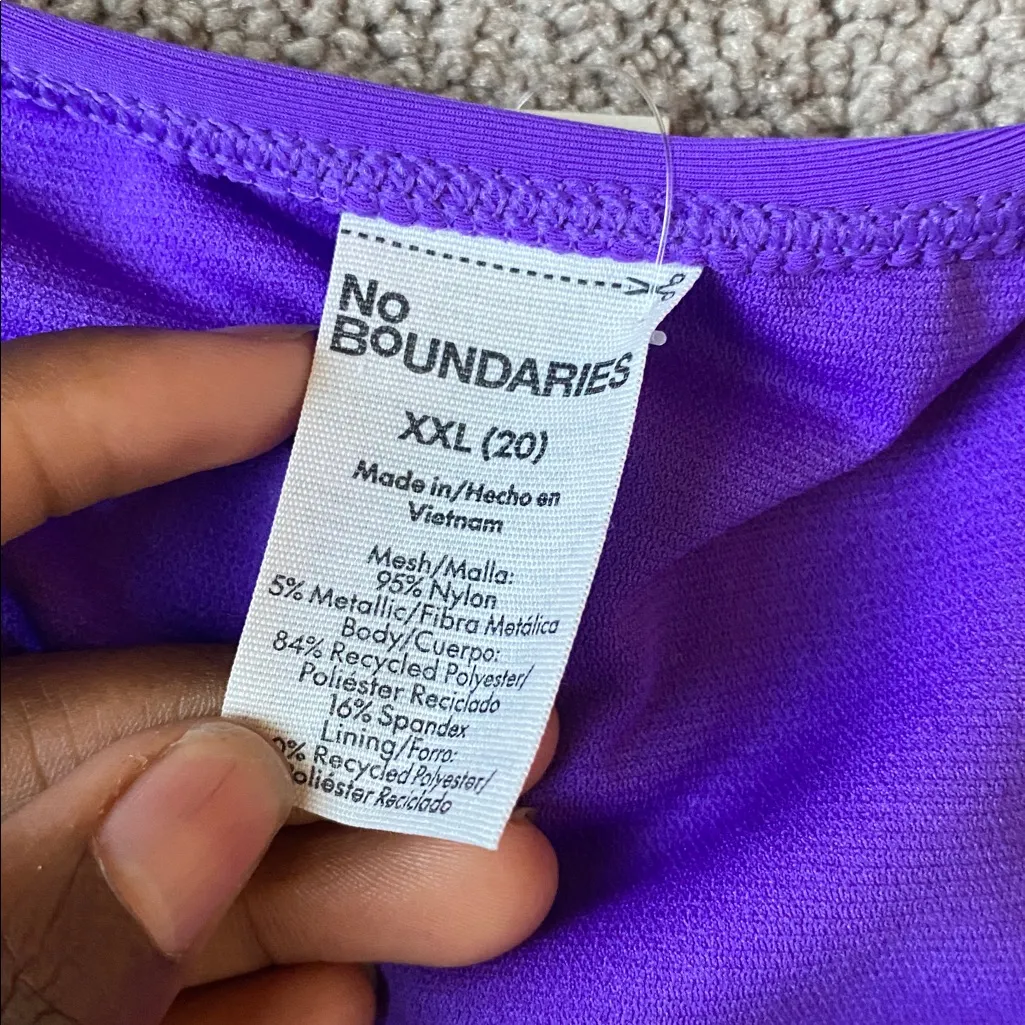 No
BoUNDARIES
XXL (20)
Made in/Hecho en
Vietnam
Mesh/Malla:
95% Nylon
5% Metallic/Fibra Metálica
Body/Cuerpo:
84% Recycled Polyester/
Poliéster Reciclado
16% Spandex
Lining/Forro:
Recycled Polyester/
Poliéster Reciclado